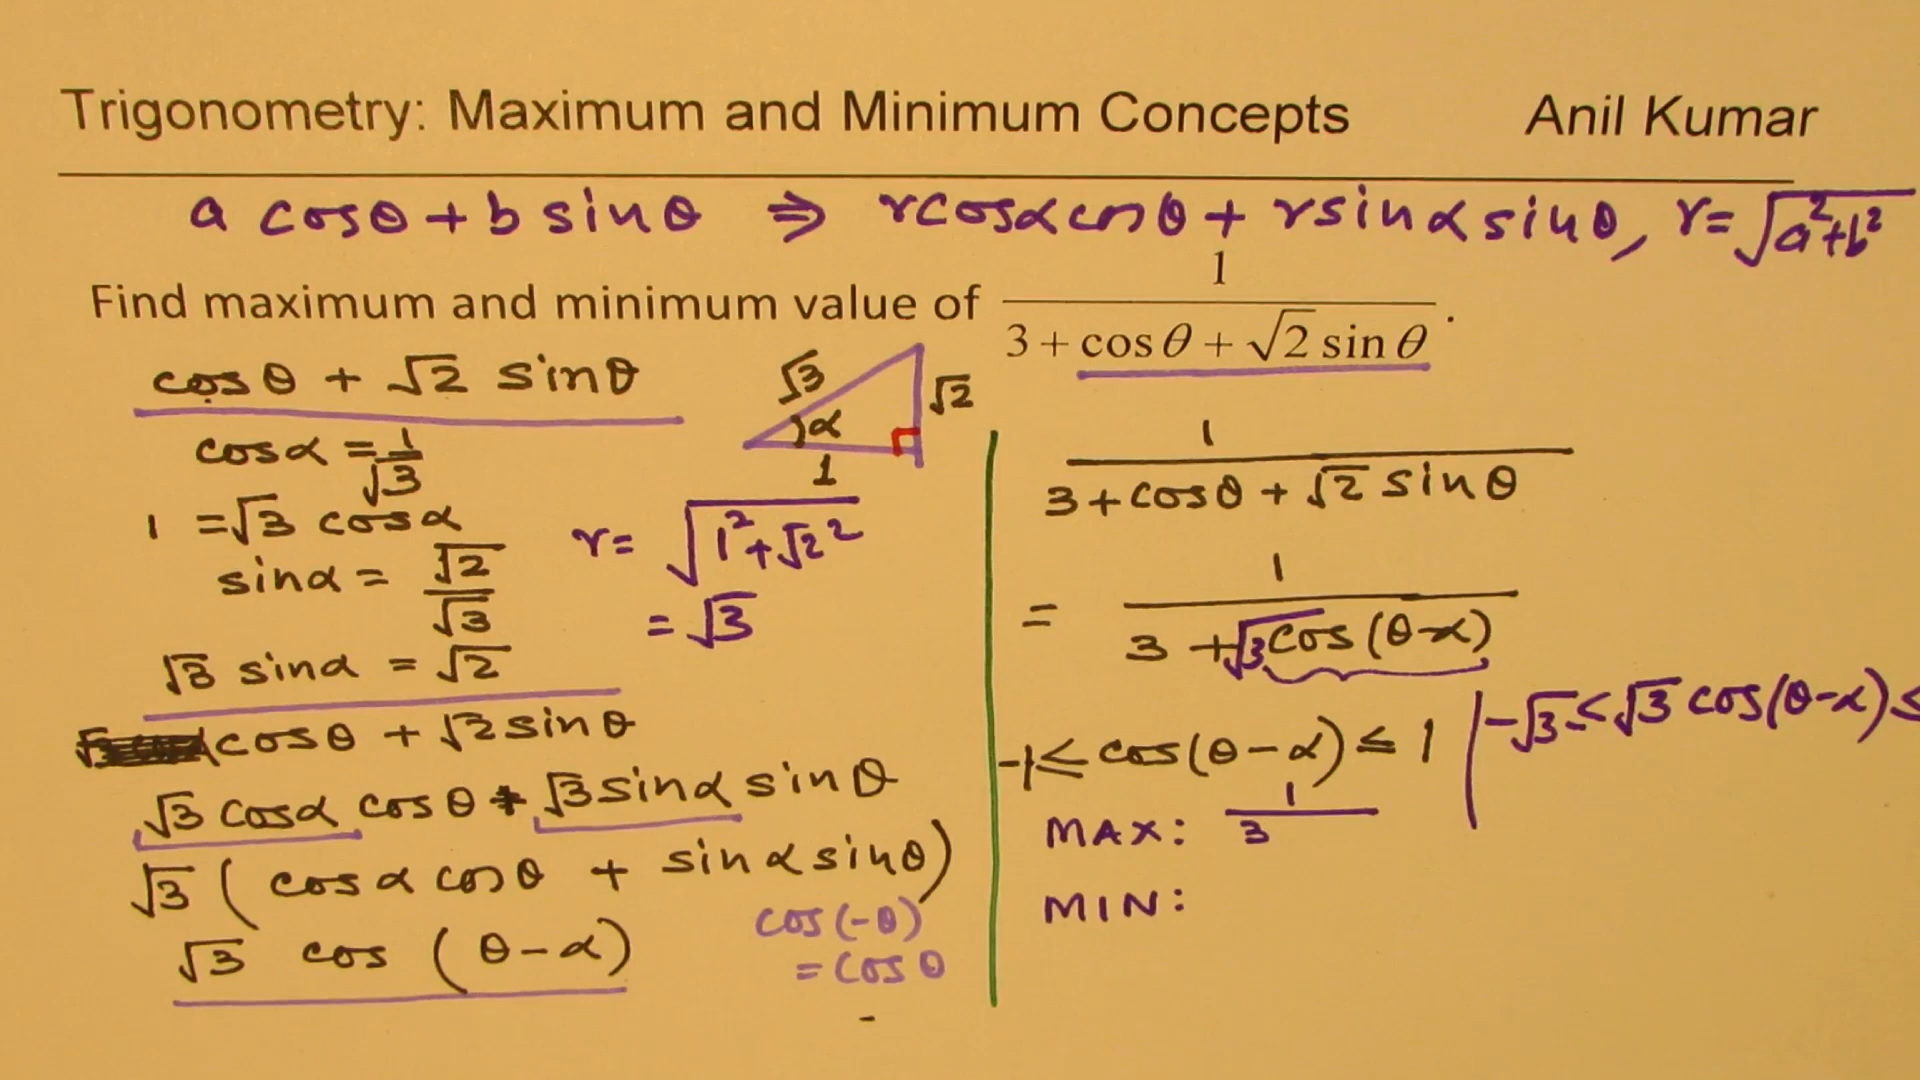 Trigonometry: Maximum and Minimum Concepts Anil Kumar
a cosθ + b sinθ ⇒ r cosα cosθ + r sinα sinθ, r = √(a²+b²)
Find maximum and minimum value of 1/(3 + cos θ + √2 sin θ).
cosθ + √2 sinθ
√3
α
√2
1
cosα = 1/√3
1 = √3 cosα
sinα = √2/√3
√3 sinα = √2
r = √(1²+√2²)
= √3
cosθ + √2 sinθ
√3 cosα cosθ + √3 sinα sinθ
√3 ( cosα cosθ + sinα sinθ)
√3 cos ( θ - α)
cos(-θ)
= cosθ
1/(3 + cosθ + √2 sinθ)
= 1/(3 + √3 cos(θ-α))
-1 ≤ cos(θ - α) ≤ 1 | -√3 ≤ √3 cos(θ-α) ≤
MAX: 1/3
MIN: